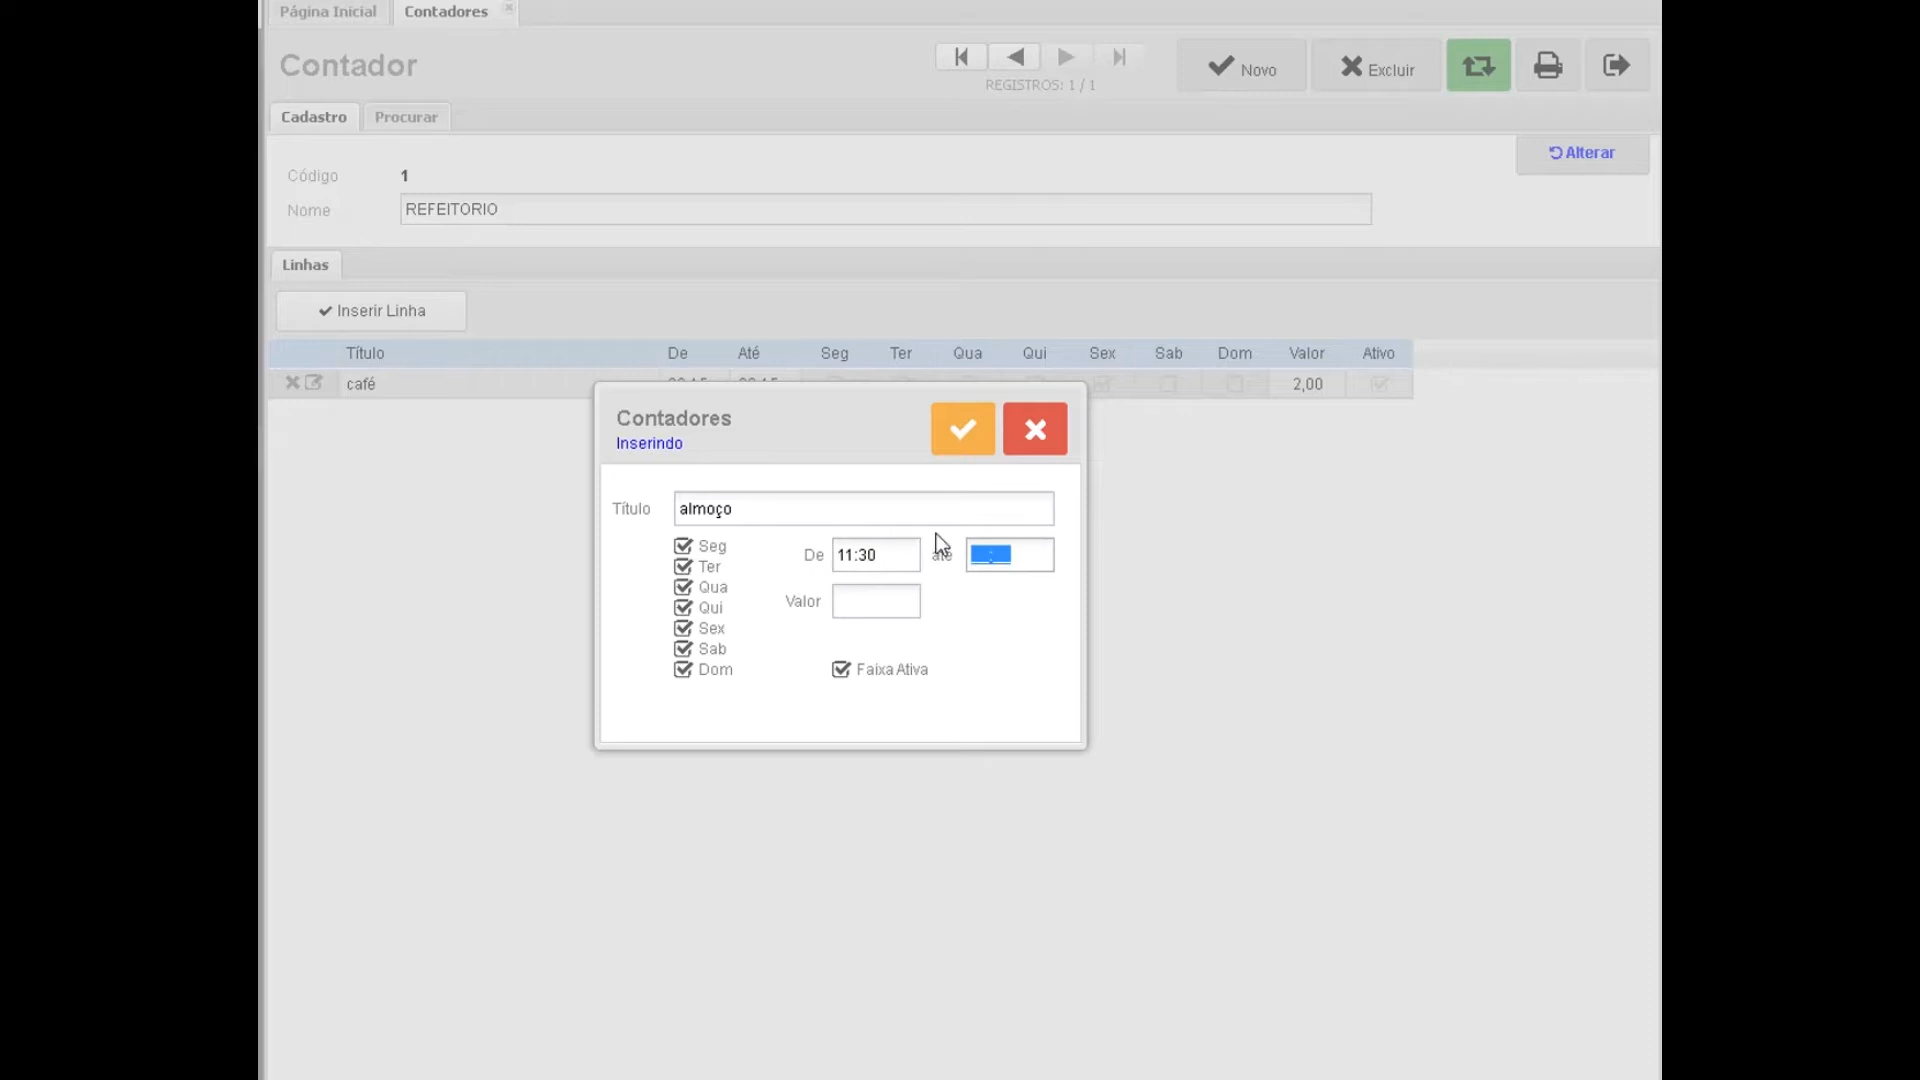 Página Inicial
Contadores
Contador
REGISTROS: 1 / 1
Novo
Excluir
Cadastro
Procurar
Alterar
Código 1
Nome REFEITORIO
Linhas
Inserir Linha
Título De Até Seg Ter Qua Qui Sex Sab Dom Valor Ativo
café 2,00
Contadores
Inserindo
Título almoço
Seg De 11:30 até :
Ter
Qua Valor
Qui
Sex
Sab
Dom Faixa Ativa